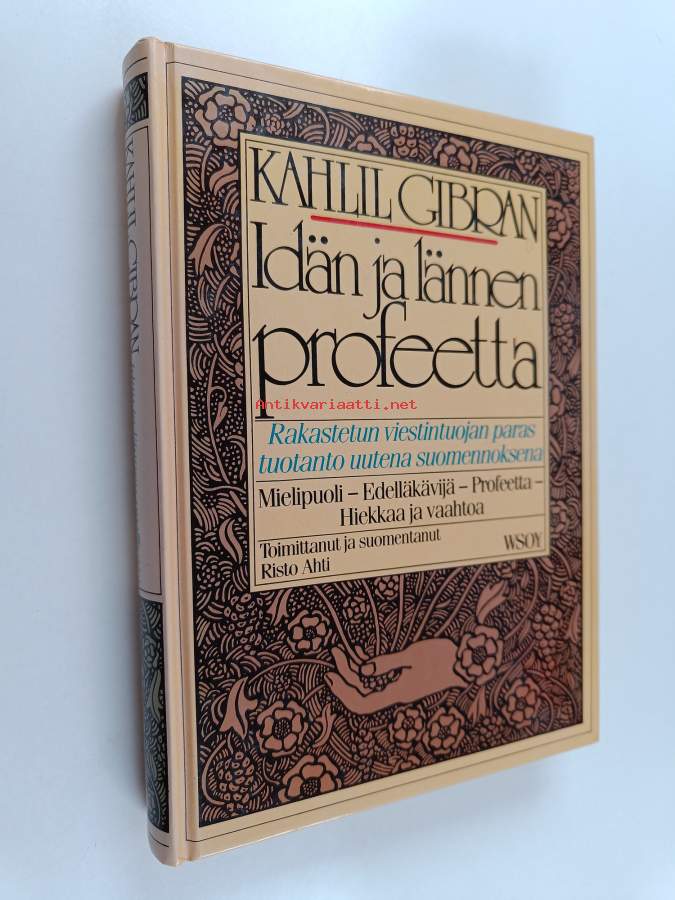 KAHLIL GIBRAN
Idän ja lännen
profeetta
Antikvariaatti.net
Rakastetun viestintuojan paras
tuotanto uutena suomennoksena
Mielipuoli – Edelläkävijä – Profeetta –
Hiekkaa ja vaahtoa
Toimittanut ja suomentanut
Risto Ahti
WSOY
KAHLIL GIBRAN